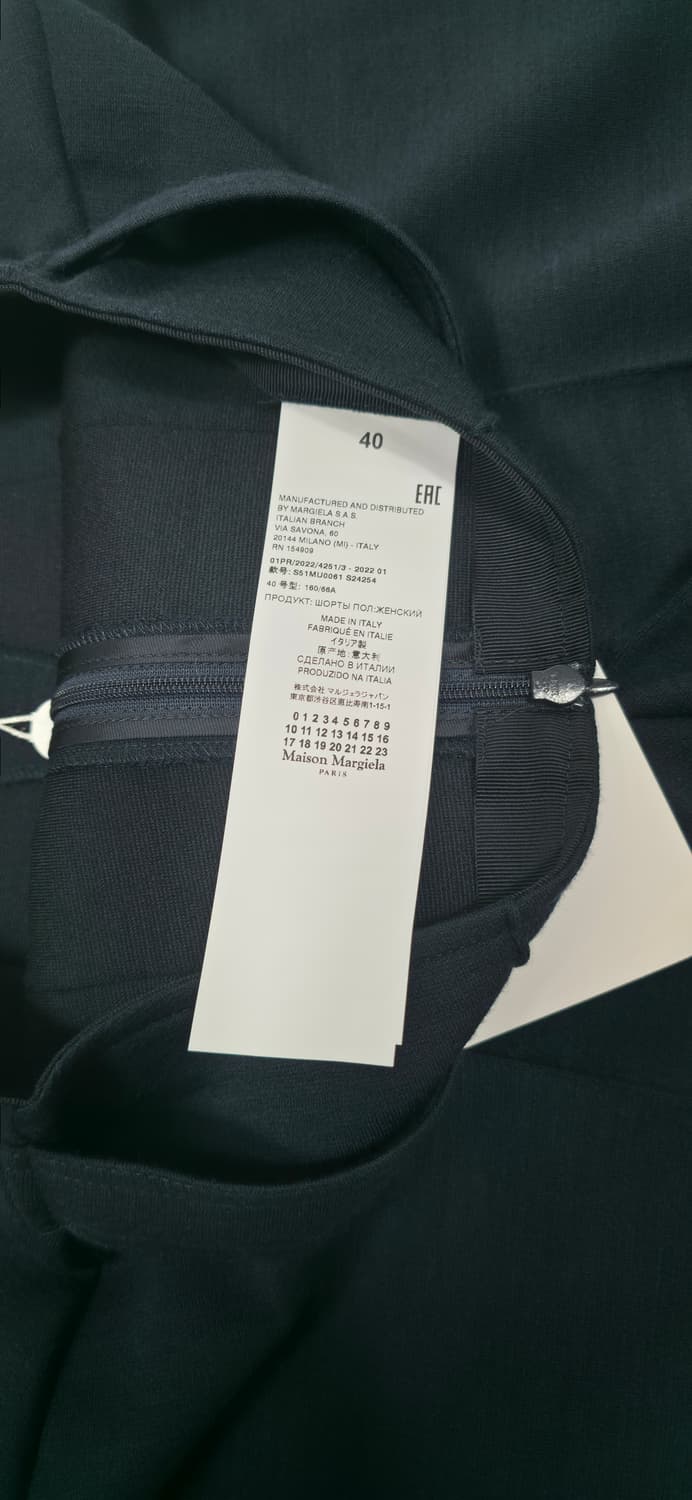 40
EAC
MANUFACTURED AND DISTRIBUTED
BY MARGIELA S.A.S.
ITALIAN BRANCH
VIA SAVONA, 60
20144 MILANO (MI) - ITALY
RN 154909
01PR/2022/4251/3 - 2022 01
款号: S51MU0061 S24254
40 号型: 160/66A
ПРОДУКТ: ШОРТЫ ПОЛ:ЖЕНСКИЙ
MADE IN ITALY
FABRIQUÉ EN ITALIE
イタリア製
原产地: 意大利
СДЕЛАНО В ИТАЛИИ
PRODUZIDO NA ITALIA
株式会社 マルジェラジャパン
東京都渋谷区恵比寿南1-15-1
0 1 2 3 4 5 6 7 8 9
10 11 12 13 14 15 16
17 18 19 20 21 22 23
Maison Margiela
PARIS